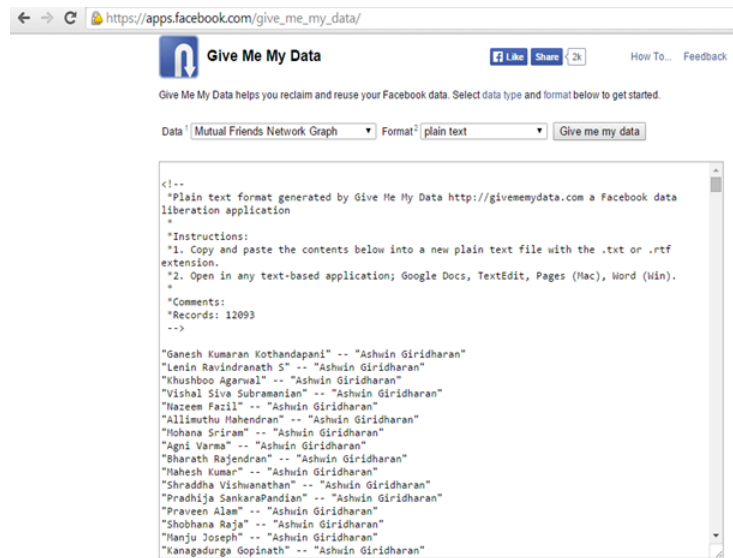 https://apps.facebook.com/give_me_my_data/
Give Me My Data
Like Share 2k How To... Feedback
Give Me My Data helps you reclaim and reuse your Facebook data. Select data type and format below to get started.
Data 1 Mutual Friends Network Graph Format 2 plain text Give me my data
<!--
*Plain text format generated by Give Me My Data http://givememydata.com a Facebook data
liberation application
*
*Instructions:
*1. Copy and paste the contents below into a new plain text file with the .txt or .rtf
extension.
*2. Open in any text-based application; Google Docs, TextEdit, Pages (Mac), Word (Win).
*
*Comments:
*Records: 12093
-->
"Ganesh Kumaran Kothandapani" -- "Ashwin Giridharan"
"Lenin Ravindranath S" -- "Ashwin Giridharan"
"Khushboo Agarwal" -- "Ashwin Giridharan"
"Vishal Siva Subramanian" -- "Ashwin Giridharan"
"Nazeem Fazil" -- "Ashwin Giridharan"
"Allimuthu Mahendran" -- "Ashwin Giridharan"
"Mohana Sriram" -- "Ashwin Giridharan"
"Agni Varma" -- "Ashwin Giridharan"
"Bharath Rajendran" -- "Ashwin Giridharan"
"Mahesh Kumar" -- "Ashwin Giridharan"
"Shraddha Vishwanathan" -- "Ashwin Giridharan"
"Pradhija SankaraPandian" -- "Ashwin Giridharan"
"Praveen Alam" -- "Ashwin Giridharan"
"Shobhana Raja" -- "Ashwin Giridharan"
"Manju Joseph" -- "Ashwin Giridharan"
"Kanagadurga Gopinath" -- "Ashwin Giridharan"